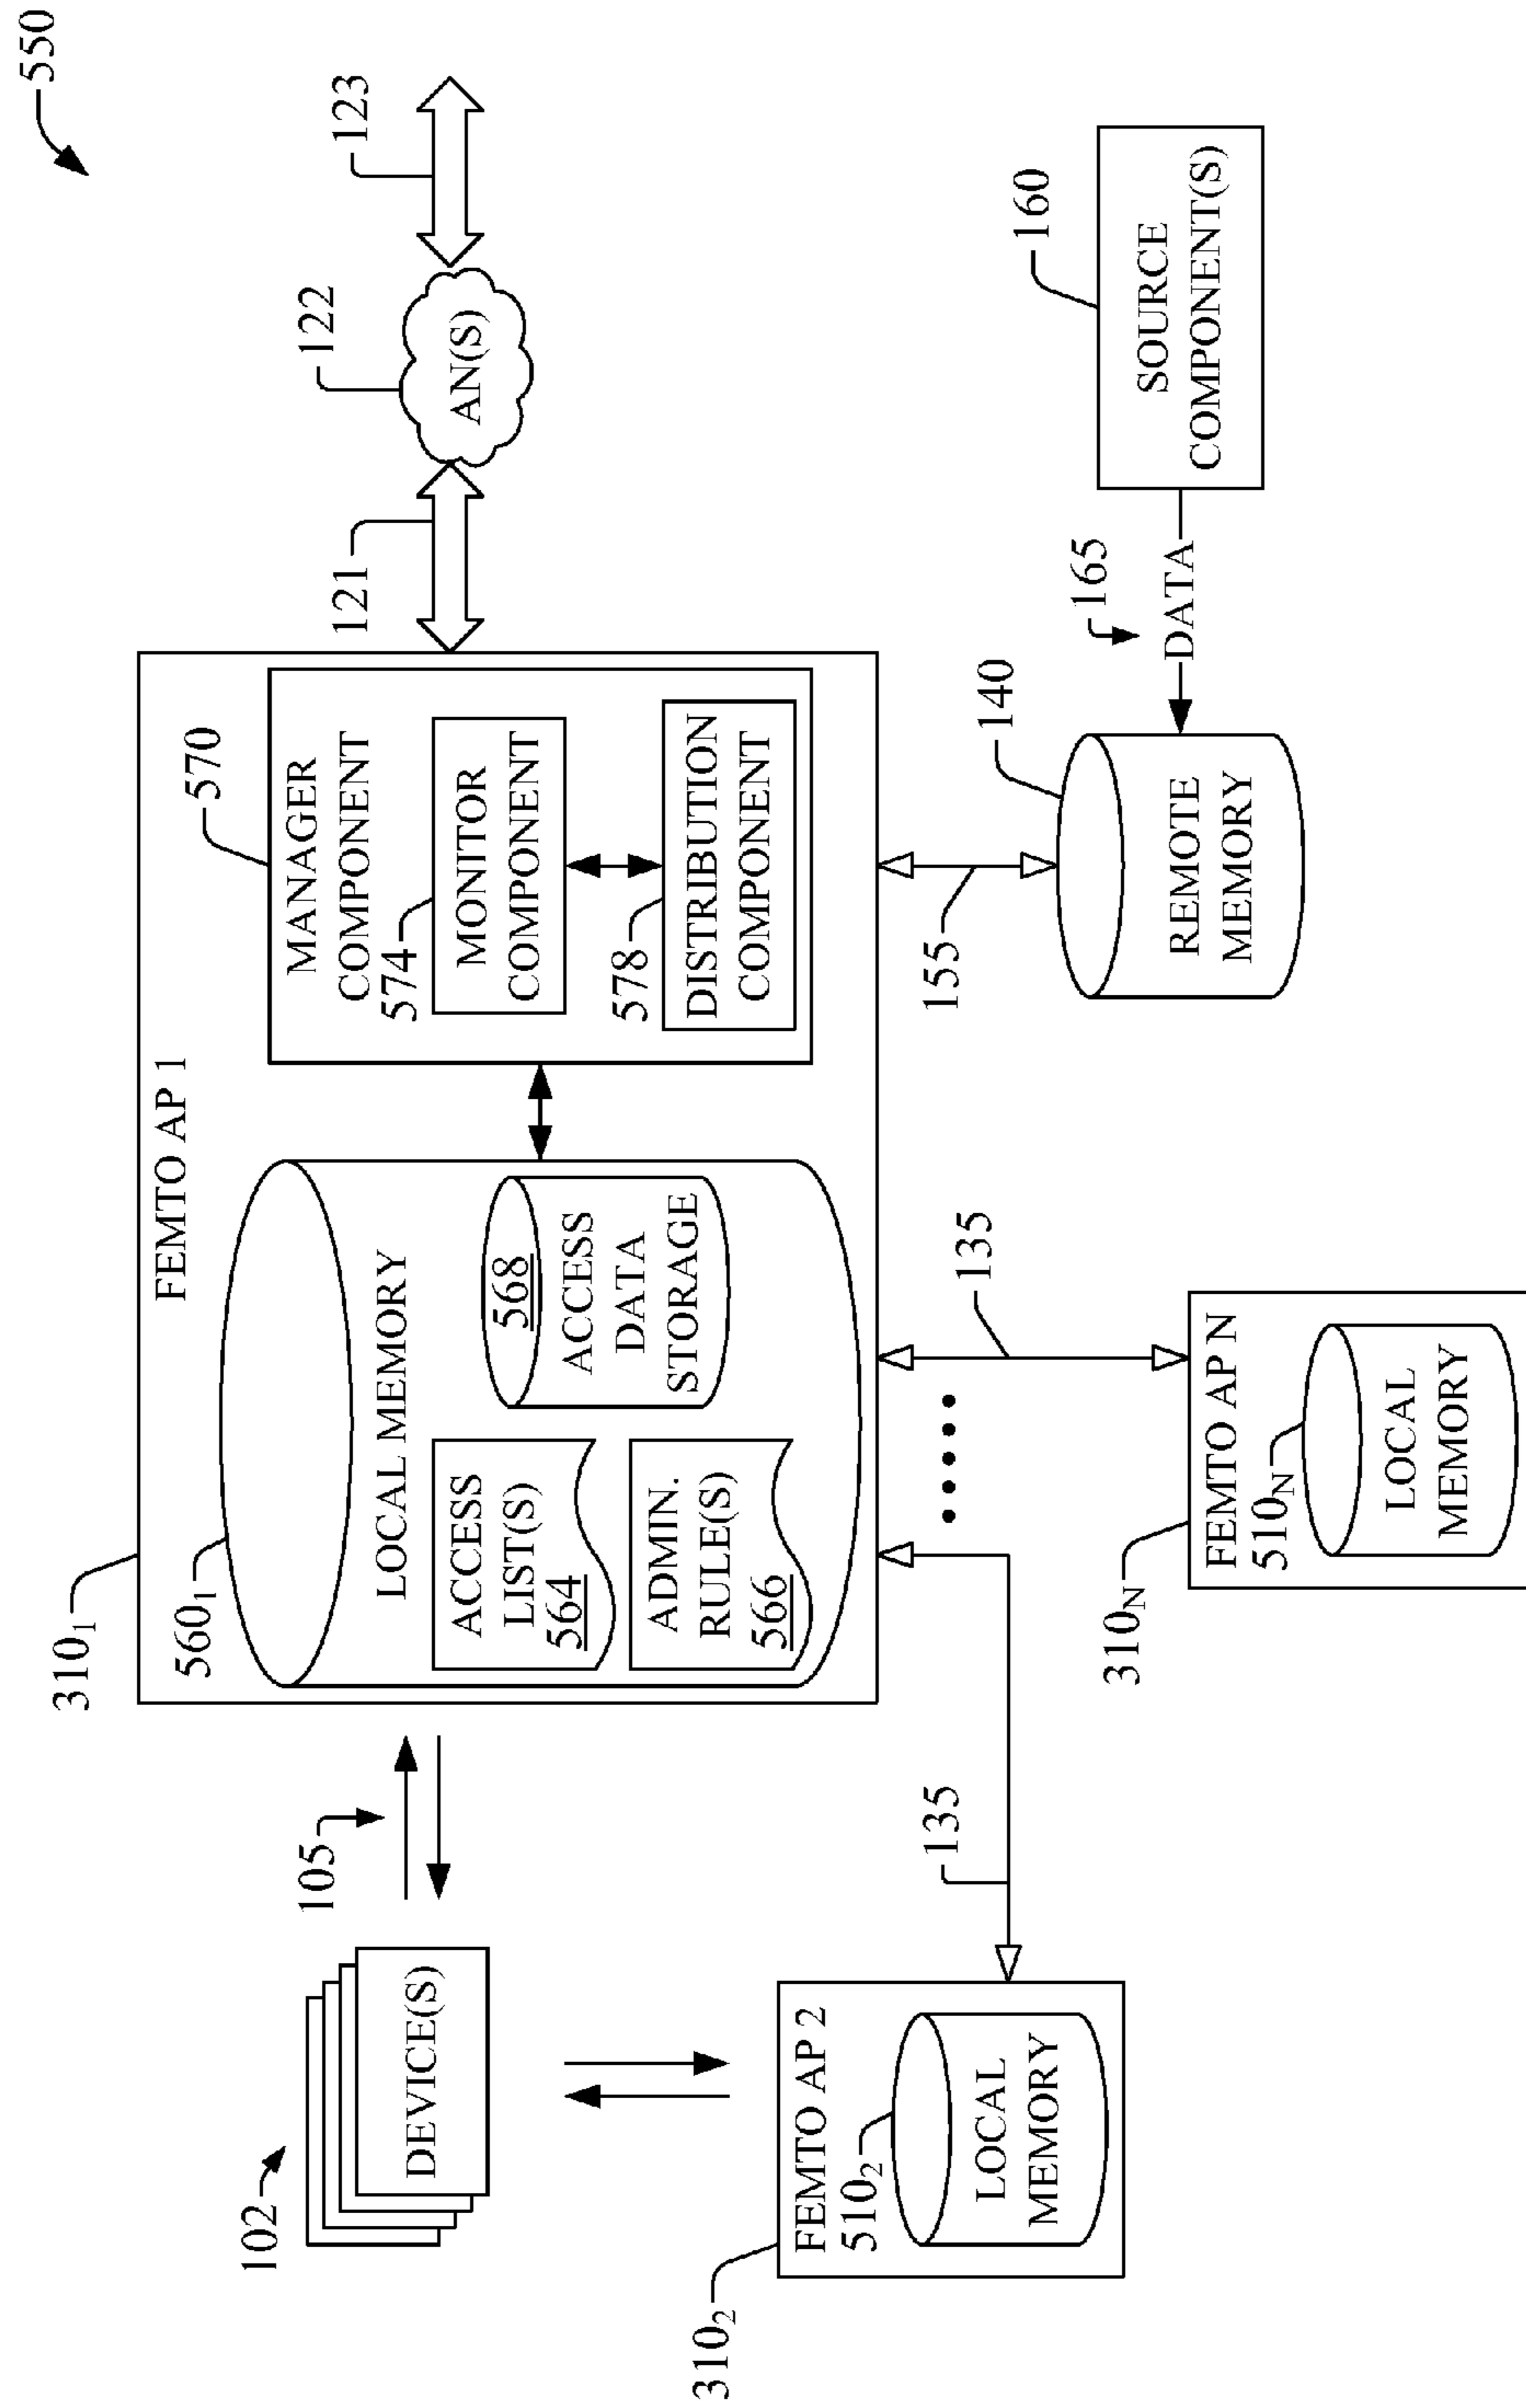 550
310₁
FEMTO AP 1
560₁
LOCAL MEMORY
ACCESS
LIST(S)
564
ADMIN.
RULE(S)
566
568
ACCESS
DATA
STORAGE
570
MANAGER
COMPONENT
574
MONITOR
COMPONENT
578
DISTRIBUTION
COMPONENT
121
122
AN(S)
123
102
DEVICE(S)
105
310₂
FEMTO AP 2
510₂
LOCAL
MEMORY
135
310N
FEMTO AP N
510N
LOCAL
MEMORY
135
155
140
REMOTE
MEMORY
165
DATA
160
SOURCE
COMPONENT(S)